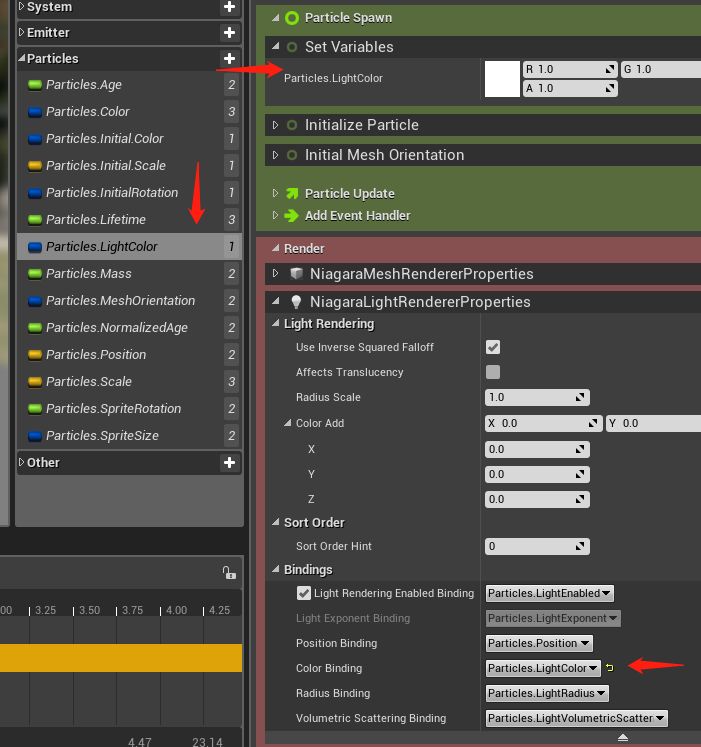 System
Emitter
Particles
Particles.Age 2
Particles.Color 3
Particles.Initial.Color 1
Particles.Initial.Scale 1
Particles.InitialRotation 1
Particles.Lifetime 3
Particles.LightColor 1
Particles.Mass 2
Particles.MeshOrientation 2
Particles.NormalizedAge 2
Particles.Position 2
Particles.Scale 3
Particles.SpriteRotation 2
Particles.SpriteSize 2
Other
00 3.25 3.50 3.75 4.00 4.25
4.47 23.14
Particle Spawn
Set Variables
Particles.LightColor R 1.0 G 1.0
A 1.0
Initialize Particle
Initial Mesh Orientation
Particle Update
Add Event Handler
Render
NiagaraMeshRendererProperties
NiagaraLightRendererProperties
Light Rendering
Use Inverse Squared Falloff
Affects Translucency
Radius Scale 1.0
Color Add X 0.0 Y 0.0
X 0.0
Y 0.0
Z 0.0
Sort Order
Sort Order Hint 0
Bindings
Light Rendering Enabled Binding Particles.LightEnabled
Light Exponent Binding Particles.LightExponent
Position Binding Particles.Position
Color Binding Particles.LightColor
Radius Binding Particles.LightRadius
Volumetric Scattering Binding Particles.LightVolumetricScatter